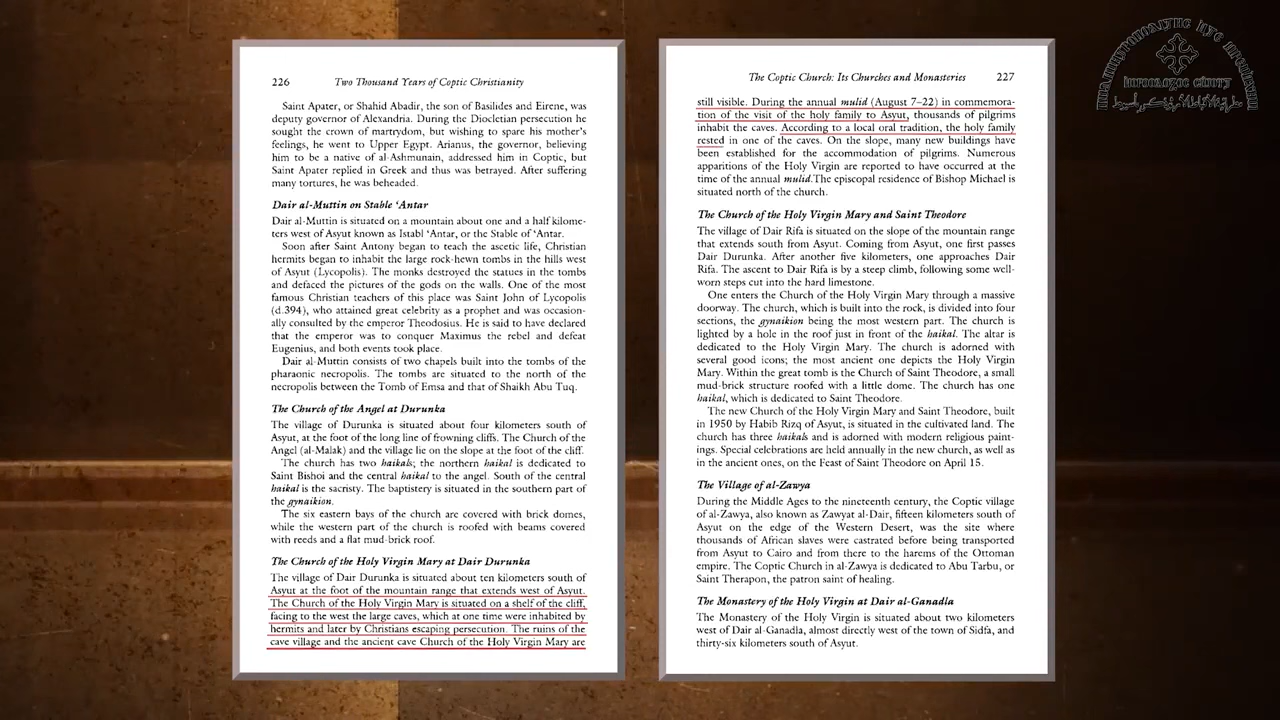 226 Two Thousand Years of Coptic Christianity
Saint Apater, or Shahid Abadir, the son of Basilides and Eirene, was
deputy governor of Alexandria. During the Diocletian persecution he
sought the crown of martyrdom, but wishing to spare his mother's
feelings, he went to Upper Egypt. Arianus, the governor, believing
him to be a native of al-Ashmunain, addressed him in Coptic, but
Saint Apater replied in Greek and thus was betrayed. After suffering
many tortures, he was beheaded.
Dair al-Muttin on Stable ‘Antar
Dair al-Muttin is situated on a mountain about one and a half kilome-
ters west of Asyut known as Istabl ‘Antar, or the Stable of ‘Antar.
Soon after Saint Antony began to teach the ascetic life, Christian
hermits began to inhabit the large rock-hewn tombs in the hills west
of Asyut (Lycopolis). The monks destroyed the statues in the tombs
and defaced the pictures of the gods on the walls. One of the most
famous Christian teachers of this place was Saint John of Lycopolis
(d.394), who attained great celebrity as a prophet and was occasion-
ally consulted by the emperor Theodosius. He is said to have declared
that the emperor was to conquer Maximus the rebel and defeat
Eugenius, and both events took place.
Dair al-Muttin consists of two chapels built into the tombs of the
pharaonic necropolis. The tombs are situated to the north of the
necropolis between the Tomb of Emsa and that of Shaikh Abu Tuq.
The Church of the Angel at Durunka
The village of Durunka is situated about four kilometers south of
Asyut, at the foot of the long line of frowning cliffs. The Church of the
Angel (al-Malak) and the village lie on the slope at the foot of the cliff.
The church has two haikals; the northern haikal is dedicated to
Saint Bishoi and the central haikal to the angel. South of the central
haikal is the sacristy. The baptistery is situated in the southern part of
the gynaikion.
The six eastern bays of the church are covered with brick domes,
while the western part of the church is roofed with beams covered
with reeds and a flat mud-brick roof.
The Church of the Holy Virgin Mary at Dair Durunka
The village of Dair Durunka is situated about ten kilometers south of
Asyut at the foot of the mountain range that extends west of Asyut.
The Church of the Holy Virgin Mary is situated on a shelf of the cliff,
facing to the west the large caves, which at one time were inhabited by
hermits and later by Christians escaping persecution. The ruins of the
cave village and the ancient cave Church of the Holy Virgin Mary are
The Coptic Church: Its Churches and Monasteries 227
still visible. During the annual mulid (August 7–22) in commemora-
tion of the visit of the holy family to Asyut, thousands of pilgrims
inhabit the caves. According to a local oral tradition, the holy family
rested in one of the caves. On the slope, many new buildings have
been established for the accommodation of pilgrims. Numerous
apparitions of the Holy Virgin are reported to have occurred at the
time of the annual mulid.The episcopal residence of Bishop Michael is
situated north of the church.
The Church of the Holy Virgin Mary and Saint Theodore
The village of Dair Rifa is situated on the slope of the mountain range
that extends south from Asyut. Coming from Asyut, one first passes
Dair Durunka. After another five kilometers, one approaches Dair
Rifa. The ascent to Dair Rifa is by a steep climb, following some well-
worn steps cut into the hard limestone.
One enters the Church of the Holy Virgin Mary through a massive
doorway. The church, which is built into the rock, is divided into four
sections, the gynaikion being the most western part. The church is
lighted by a hole in the roof just in front of the haikal. The altar is
dedicated to the Holy Virgin Mary. The church is adorned with
several good icons; the most ancient one depicts the Holy Virgin
Mary. Within the great tomb is the Church of Saint Theodore, a small
mud-brick structure roofed with a little dome. The church has one
haikal, which is dedicated to Saint Theodore.
The new Church of the Holy Virgin Mary and Saint Theodore, built
in 1950 by Habib Rizq of Asyut, is situated in the cultivated land. The
church has three haikals and is adorned with modern religious paint-
ings. Special celebrations are held annually in the new church, as well as
in the ancient ones, on the Feast of Saint Theodore on April 15.
The Village of al-Zawya
During the Middle Ages to the nineteenth century, the Coptic village
of al-Zawya, also known as Zawyat al-Dair, fifteen kilometers south of
Asyut on the edge of the Western Desert, was the site where
thousands of African slaves were castrated before being transported
from Asyut to Cairo and from there to the harems of the Ottoman
empire. The Coptic Church in al-Zawya is dedicated to Abu Tarbu, or
Saint Therapon, the patron saint of healing.
The Monastery of the Holy Virgin at Dair al-Ganadla
The Monastery of the Holy Virgin is situated about two kilometers
west of Dair al-Ganadla, almost directly west of the town of Sidfa, and
thirty-six kilometers south of Asyut.